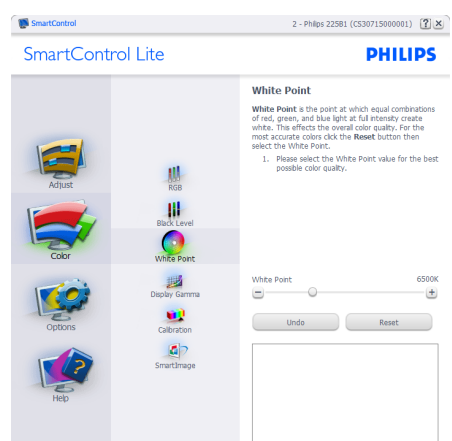 SmartControl
2 - Philips 225B1 (CS30715000001)
?
SmartControl Lite
PHILIPS
Adjust
Color
Options
Help
RGB
Black Level
White Point
Display Gamma
Calibration
SmartImage
White Point
White Point is the point at which equal combinations
of red, green, and blue light at full intensity create
white. This effects the overall color quality. For the
most accurate colors click the Reset button then
select the White Point.
1. Please select the White Point value for the best
possible color quality.
White Point 6500K
Undo Reset